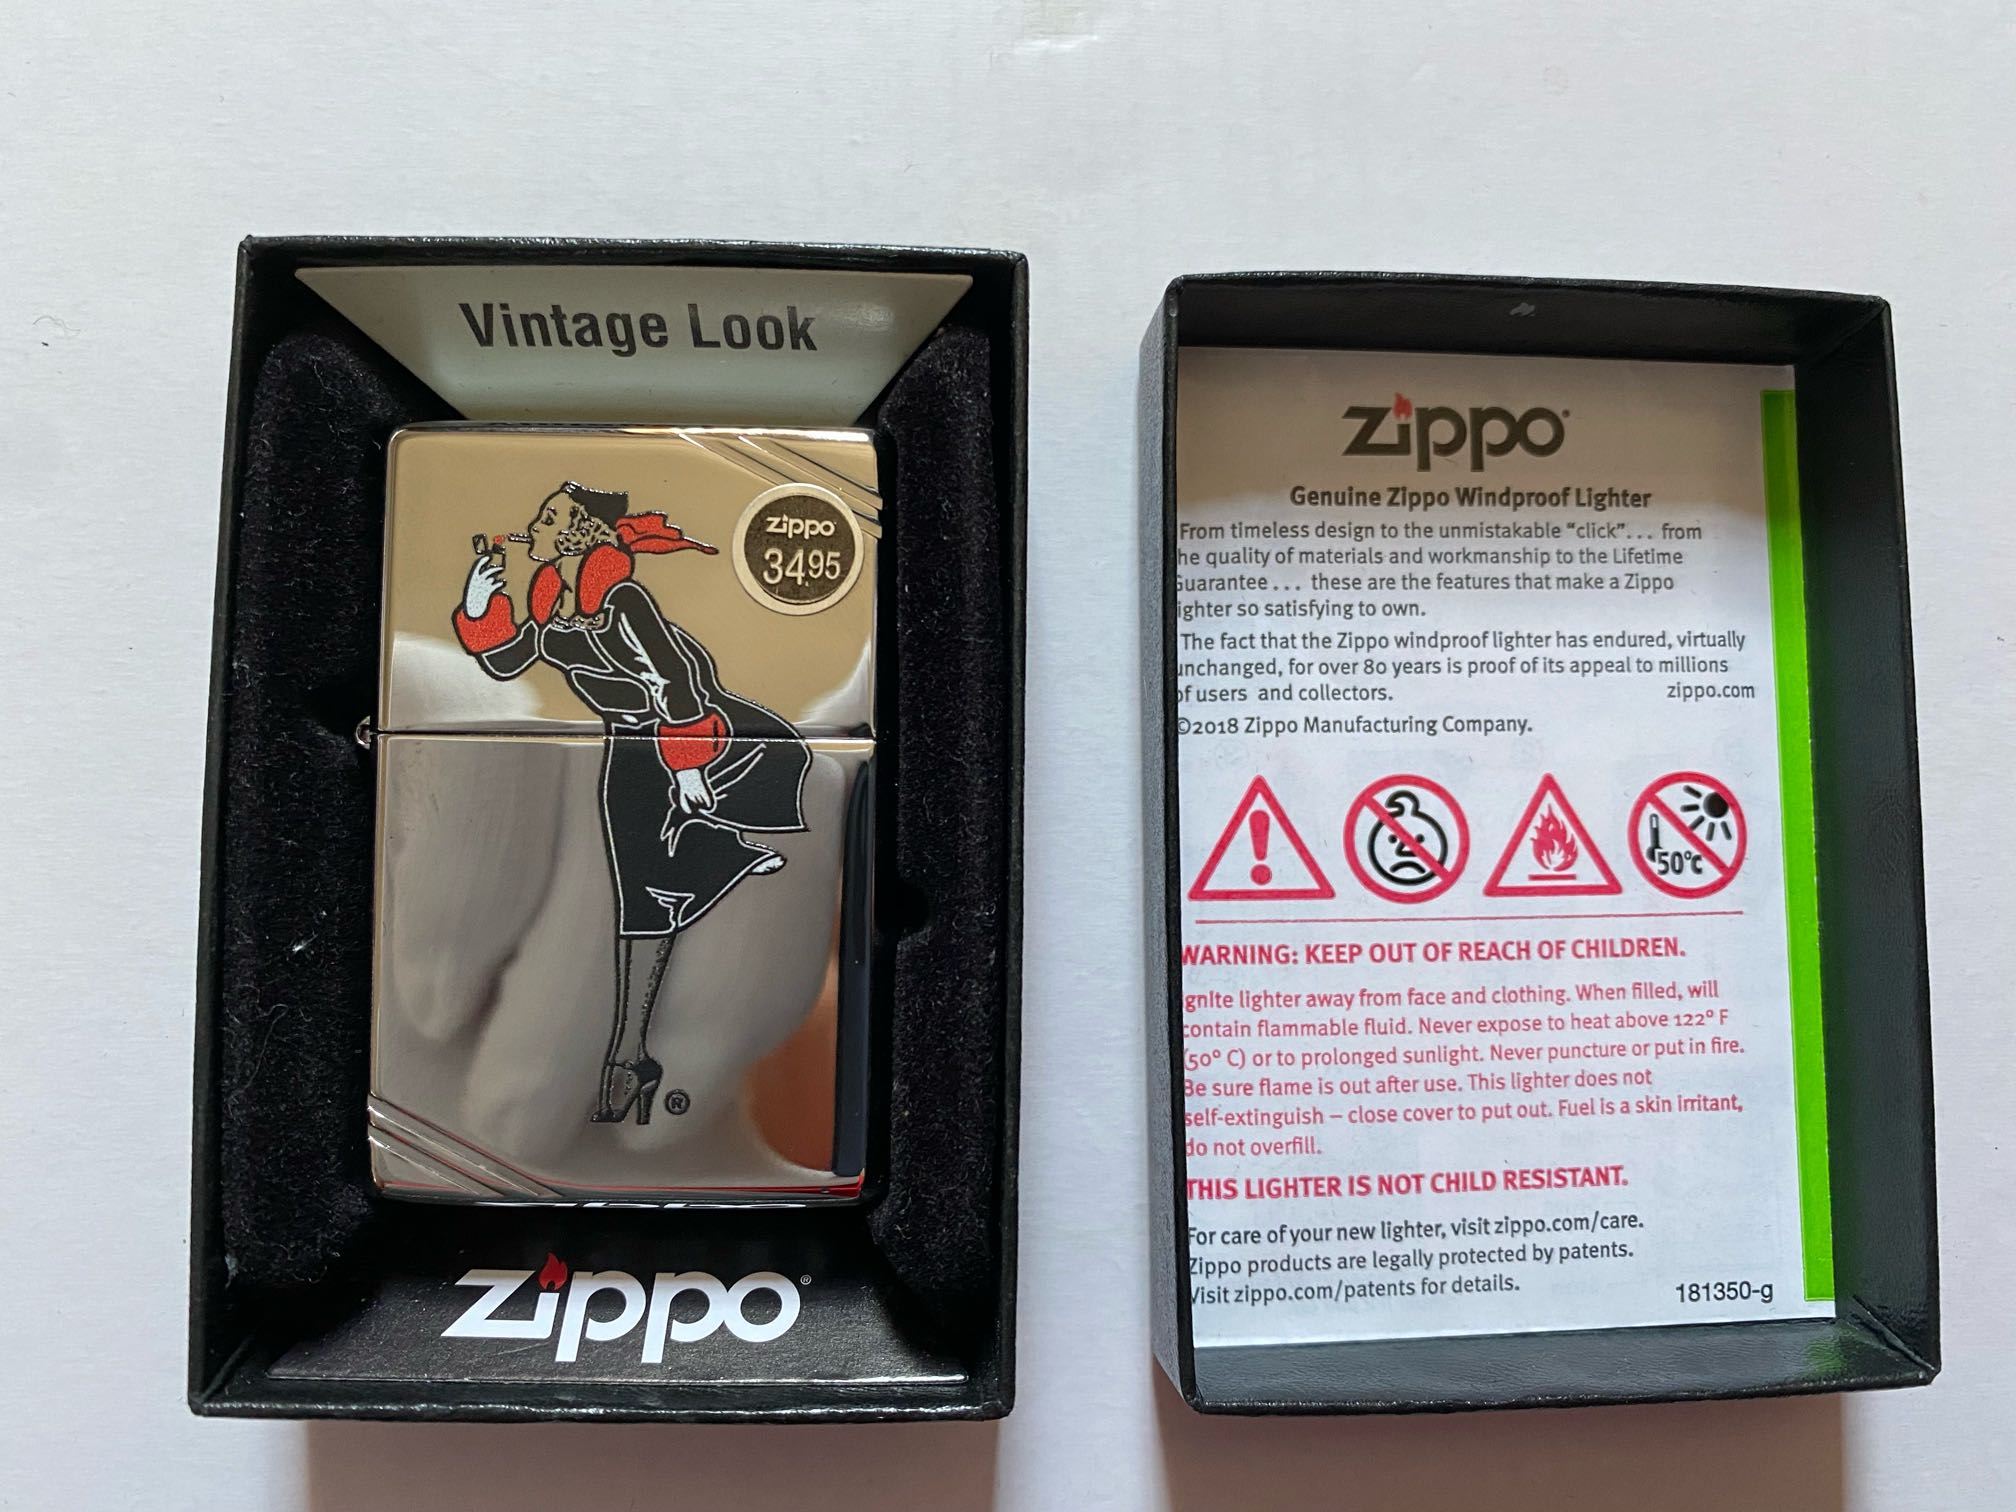 Vintage Look
zippo
34.95
®
zippo®
zippo
Genuine Zippo Windproof Lighter
From timeless design to the unmistakable “click”... from
he quality of materials and workmanship to the Lifetime
Guarantee... these are the features that make a Zippo
ighter so satisfying to own.
The fact that the Zippo windproof lighter has endured, virtually
unchanged, for over 80 years is proof of its appeal to millions
of users and collectors. zippo.com
©2018 Zippo Manufacturing Company.
50°C
WARNING: KEEP OUT OF REACH OF CHILDREN.
gnite lighter away from face and clothing. When filled, will
contain flammable fluid. Never expose to heat above 122° F
(50° C) or to prolonged sunlight. Never puncture or put in fire.
Be sure flame is out after use. This lighter does not
self-extinguish – close cover to put out. Fuel is a skin irritant,
do not overfill.
THIS LIGHTER IS NOT CHILD RESISTANT.
For care of your new lighter, visit zippo.com/care.
Zippo products are legally protected by patents.
Visit zippo.com/patents for details.
181350-g